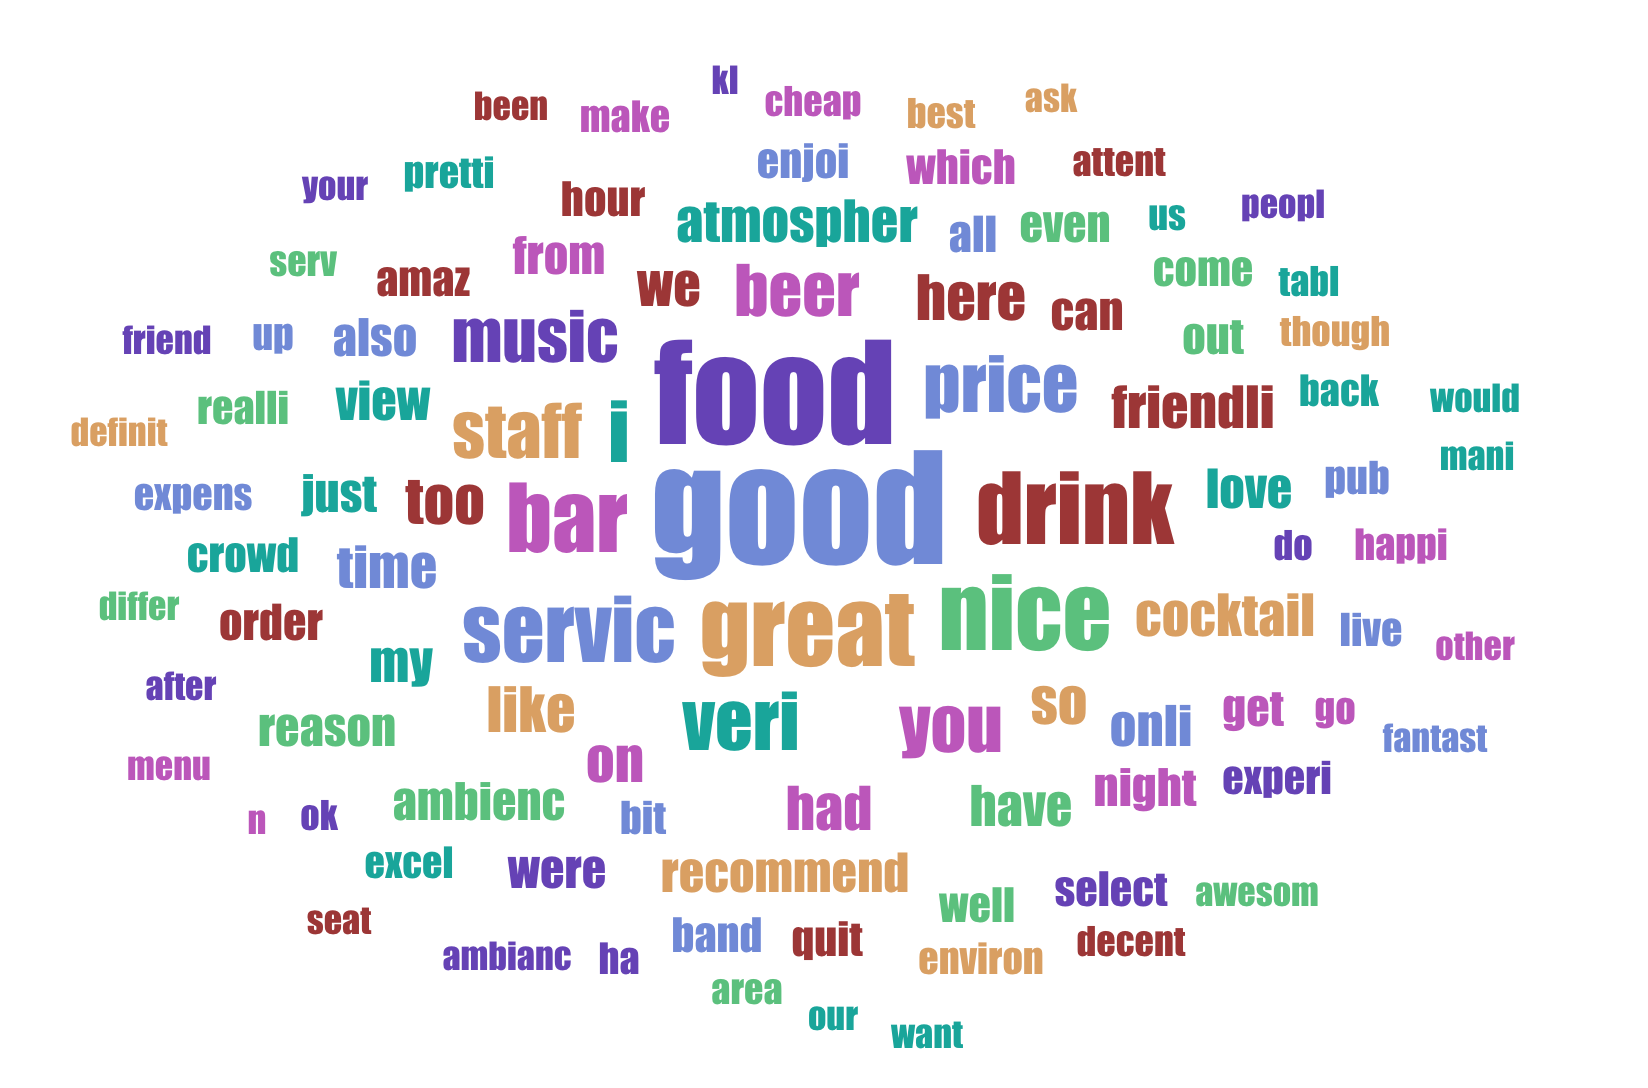 kl
been make cheap best ask
your pretti hour enjoi which attent
serv amaz from atmospher all even us peopl
friend up also music we beer here can come tabl
out though
definit realli view staff i food price friendli back would
expens just too bar good drink love pub mani
crowd time do happi
differ order my servic great nice cocktail live other
after reason like veri you so onli get go fantast
menu on night experi
n ok ambienc bit had have
excel were recommend well select awesom
seat ambianc ha band quit environ decent
area
our want